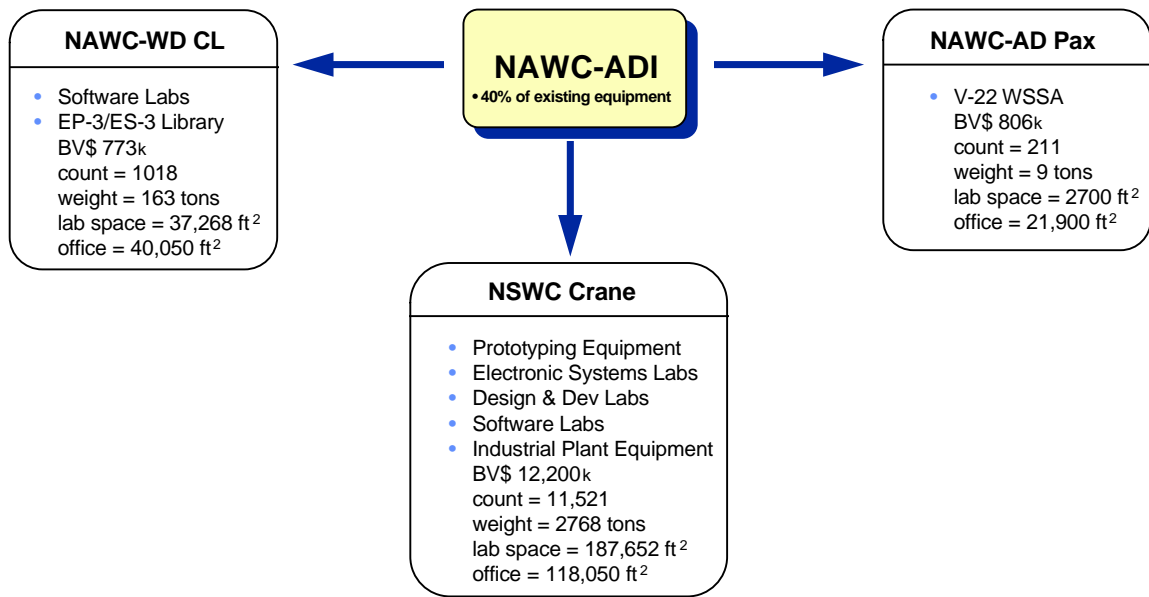 NAWC-ADI
• 40% of existing equipment
NAWC-WD CL
• Software Labs
• EP-3/ES-3 Library
BV$ 773k
count = 1018
weight = 163 tons
lab space = 37,268 ft²
office = 40,050 ft²
NAWC-AD Pax
• V-22 WSSA
BV$ 806k
count = 211
weight = 9 tons
lab space = 2700 ft²
office = 21,900 ft²
NSWC Crane
• Prototyping Equipment
• Electronic Systems Labs
• Design & Dev Labs
• Software Labs
• Industrial Plant Equipment
BV$ 12,200k
count = 11,521
weight = 2768 tons
lab space = 187,652 ft²
office = 118,050 ft²